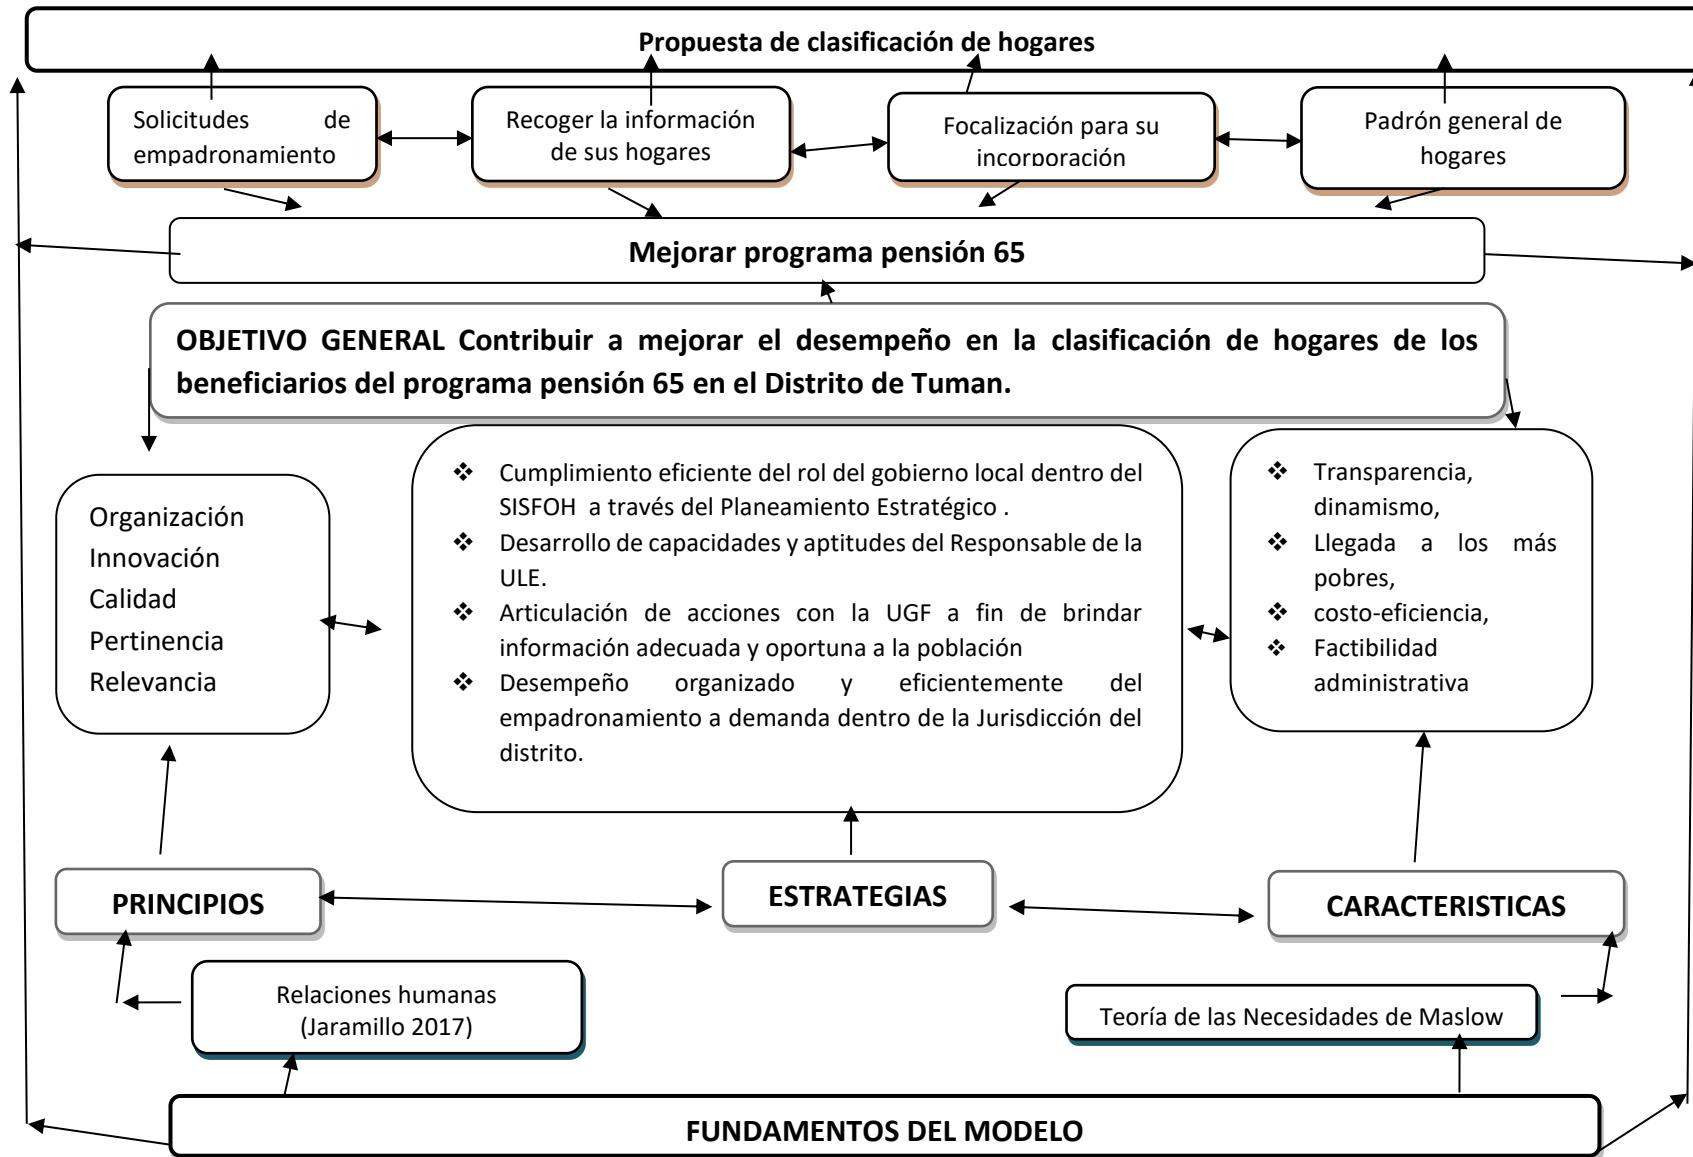 Propuesta de clasificación de hogares
Solicitudes de
empadronamiento
Recoger la información
de sus hogares
Focalización para su
incorporación
Padrón general de
hogares
Mejorar programa pensión 65
OBJETIVO GENERAL Contribuir a mejorar el desempeño en la clasificación de hogares de los
beneficiarios del programa pensión 65 en el Distrito de Tuman.
Organización
Innovación
Calidad
Pertinencia
Relevancia
❖ Cumplimiento eficiente del rol del gobierno local dentro del
SISFOH a través del Planeamiento Estratégico .
❖ Desarrollo de capacidades y aptitudes del Responsable de la
ULE.
❖ Articulación de acciones con la UGF a fin de brindar
información adecuada y oportuna a la población
❖ Desempeño organizado y eficientemente del
empadronamiento a demanda dentro de la Jurisdicción del
distrito.
❖ Transparencia,
dinamismo,
❖ Llegada a los más
pobres,
❖ costo-eficiencia,
❖ Factibilidad
administrativa
PRINCIPIOS
ESTRATEGIAS
CARACTERISTICAS
Relaciones humanas
(Jaramillo 2017)
Teoría de las Necesidades de Maslow
FUNDAMENTOS DEL MODELO